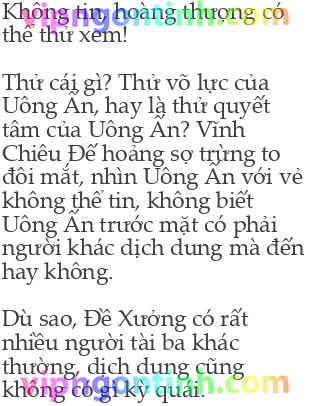 Không tin, hoàng thượng có
thể thử xem!
Thử cái gì? Thử võ lực của
Uông Ấn, hay là thử quyết
tâm của Uông Ấn? Vĩnh
Chiêu Đế hoảng sợ trừng to
đôi mắt, nhìn Uông Ấn với vẻ
không thể tin, không biết
Uông Ấn trước mặt có phải
người khác dịch dung mà đến
hay không.
Dù sao, Đề Xưởng có rất
nhiều người tài ba khác
thường, dịch dung cũng
không có gì kỳ quái.
vipngontinh.com
vipngontinh.com